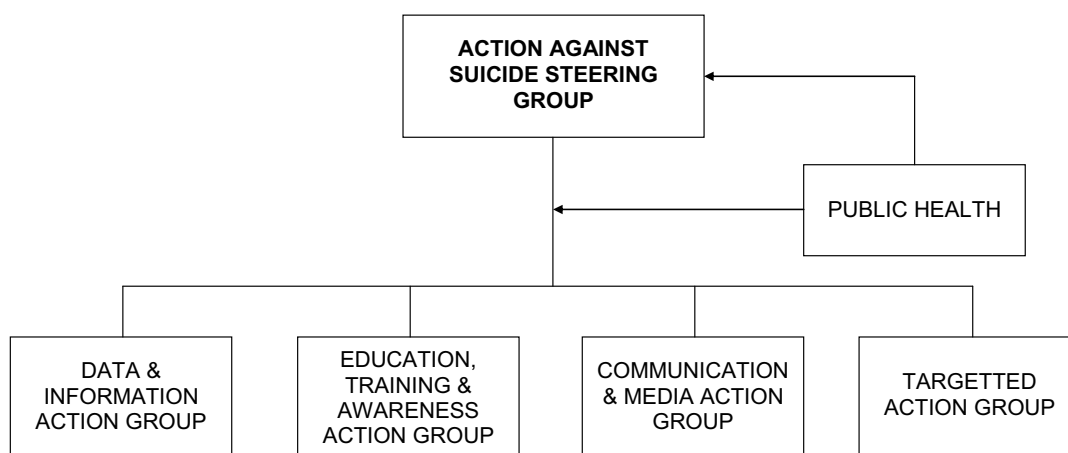 ACTION AGAINST
SUICIDE STEERING
GROUP
PUBLIC HEALTH
DATA &
INFORMATION
ACTION GROUP
EDUCATION,
TRAINING &
AWARENESS
ACTION GROUP
COMMUNICATION
& MEDIA ACTION
GROUP
TARGETTED
ACTION GROUP